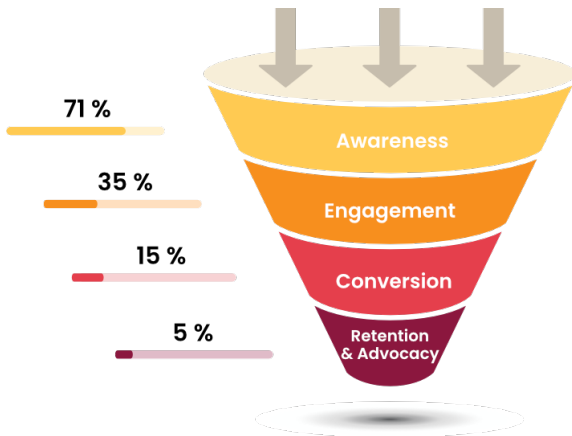 71 %
Awareness
35 %
Engagement
15 %
Conversion
5 %
Retention
& Advocacy